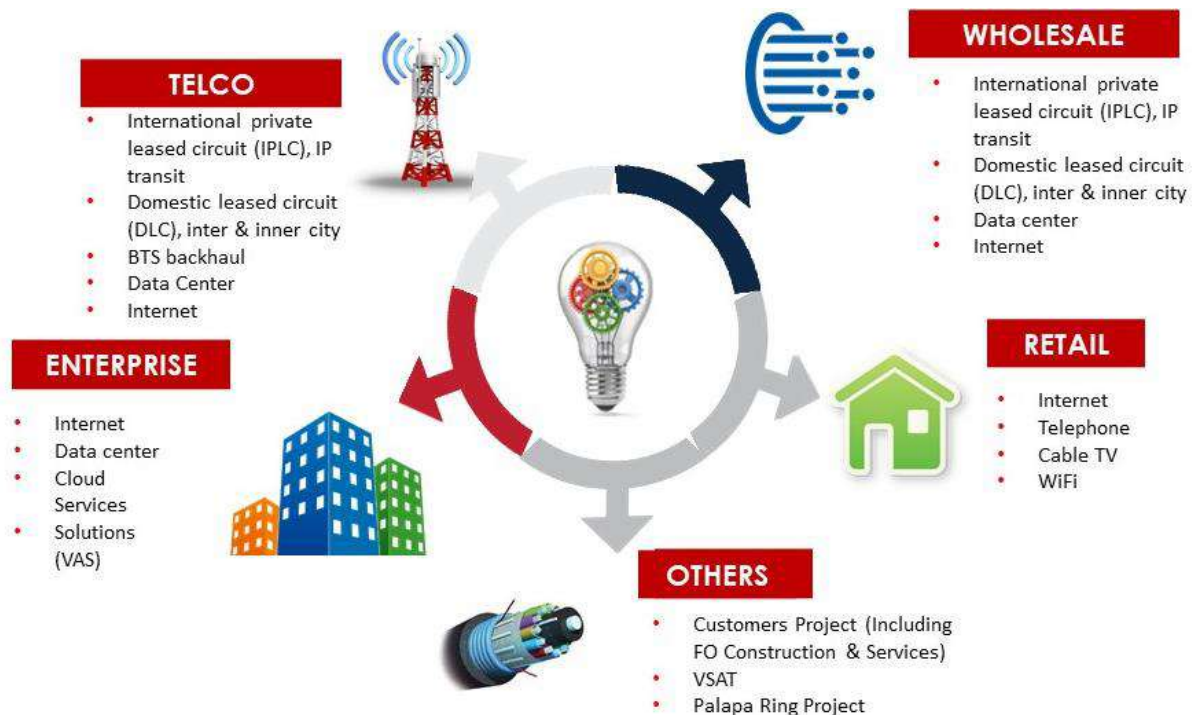 TELCO
• International private
leased circuit (IPLC), IP
transit
• Domestic leased circuit
(DLC), inter & inner city
• BTS backhaul
• Data Center
• Internet
WHOLESALE
• International private
leased circuit (IPLC), IP
transit
• Domestic leased circuit
(DLC), inter & inner city
• Data center
• Internet
ENTERPRISE
• Internet
• Data center
• Cloud
Services
• Solutions
(VAS)
RETAIL
• Internet
• Telephone
• Cable TV
• WiFi
OTHERS
• Customers Project (Including
FO Construction & Services)
• VSAT
• Palapa Ring Project